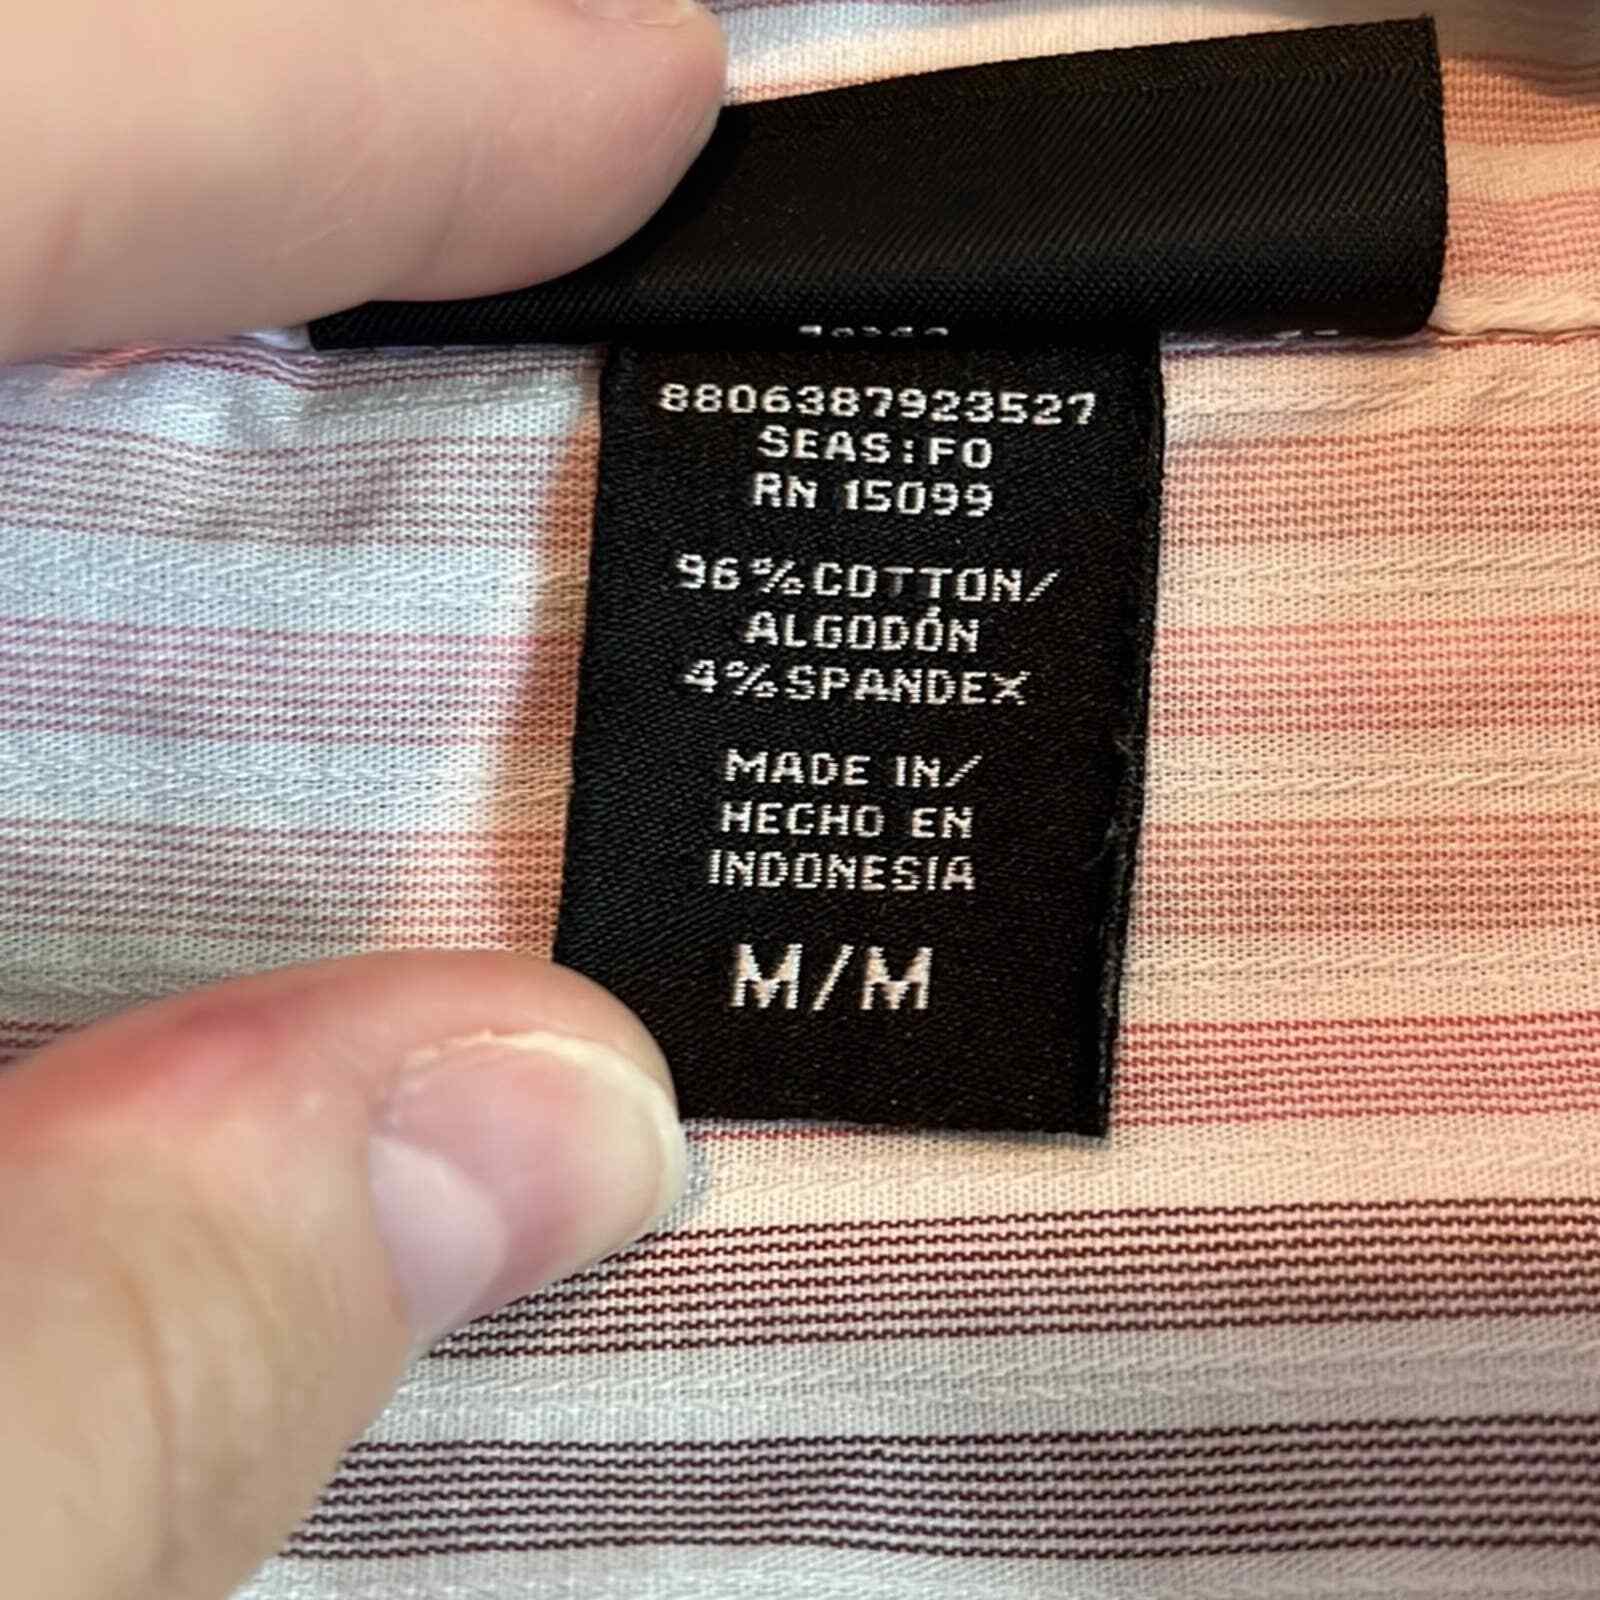 8806387923527
SEAS:FO
RN 15099
96%COTTON/
ALGODÓN
4%SPANDEX
MADE IN/
HECHO EN
INDONESIA
M/M